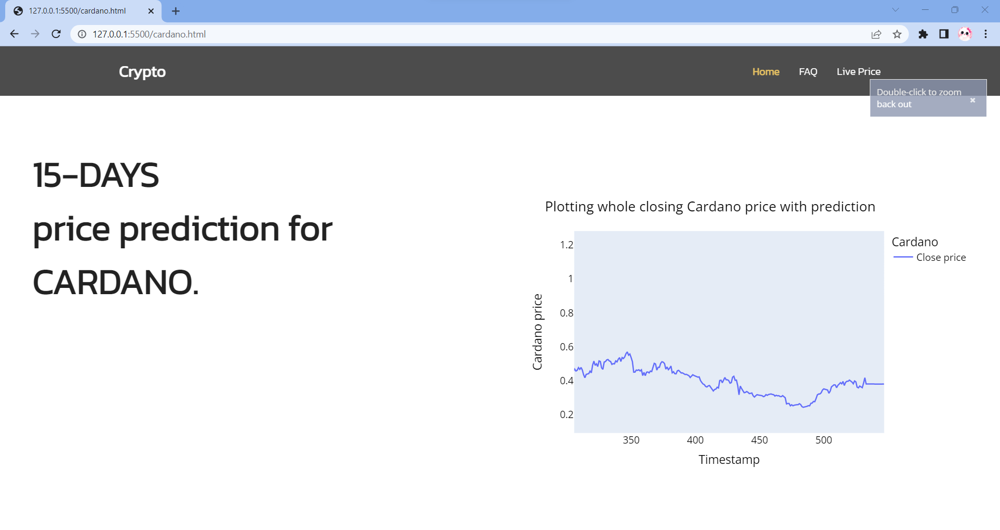 127.0.0.1:5500/cardano.html
127.0.0.1:5500/cardano.html
Crypto
Home FAQ Live Price
Double-click to zoom
back out
15-DAYS
price prediction for
CARDANO.
Plotting whole closing Cardano price with prediction
Cardano
Close price
1.2
1
0.8
0.6
0.4
0.2
Cardano price
350 400 450 500
Timestamp